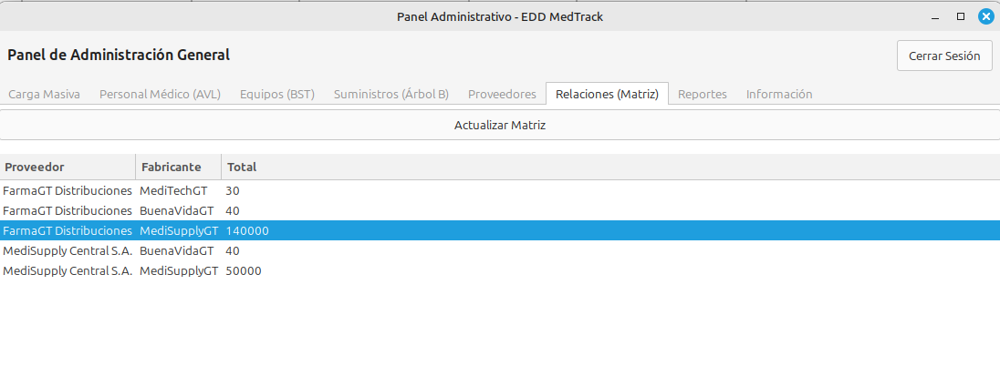 Panel Administrativo - EDD MedTrack
Panel de Administración General
Cerrar Sesión
Carga Masiva Personal Médico (AVL) Equipos (BST) Suministros (Árbol B) Proveedores Relaciones (Matriz) Reportes Información
Actualizar Matriz
Proveedor Fabricante Total
FarmaGT Distribuciones MediTechGT 30
FarmaGT Distribuciones BuenaVidaGT 40
FarmaGT Distribuciones MediSupplyGT 140000
MediSupply Central S.A. BuenaVidaGT 40
MediSupply Central S.A. MediSupplyGT 50000